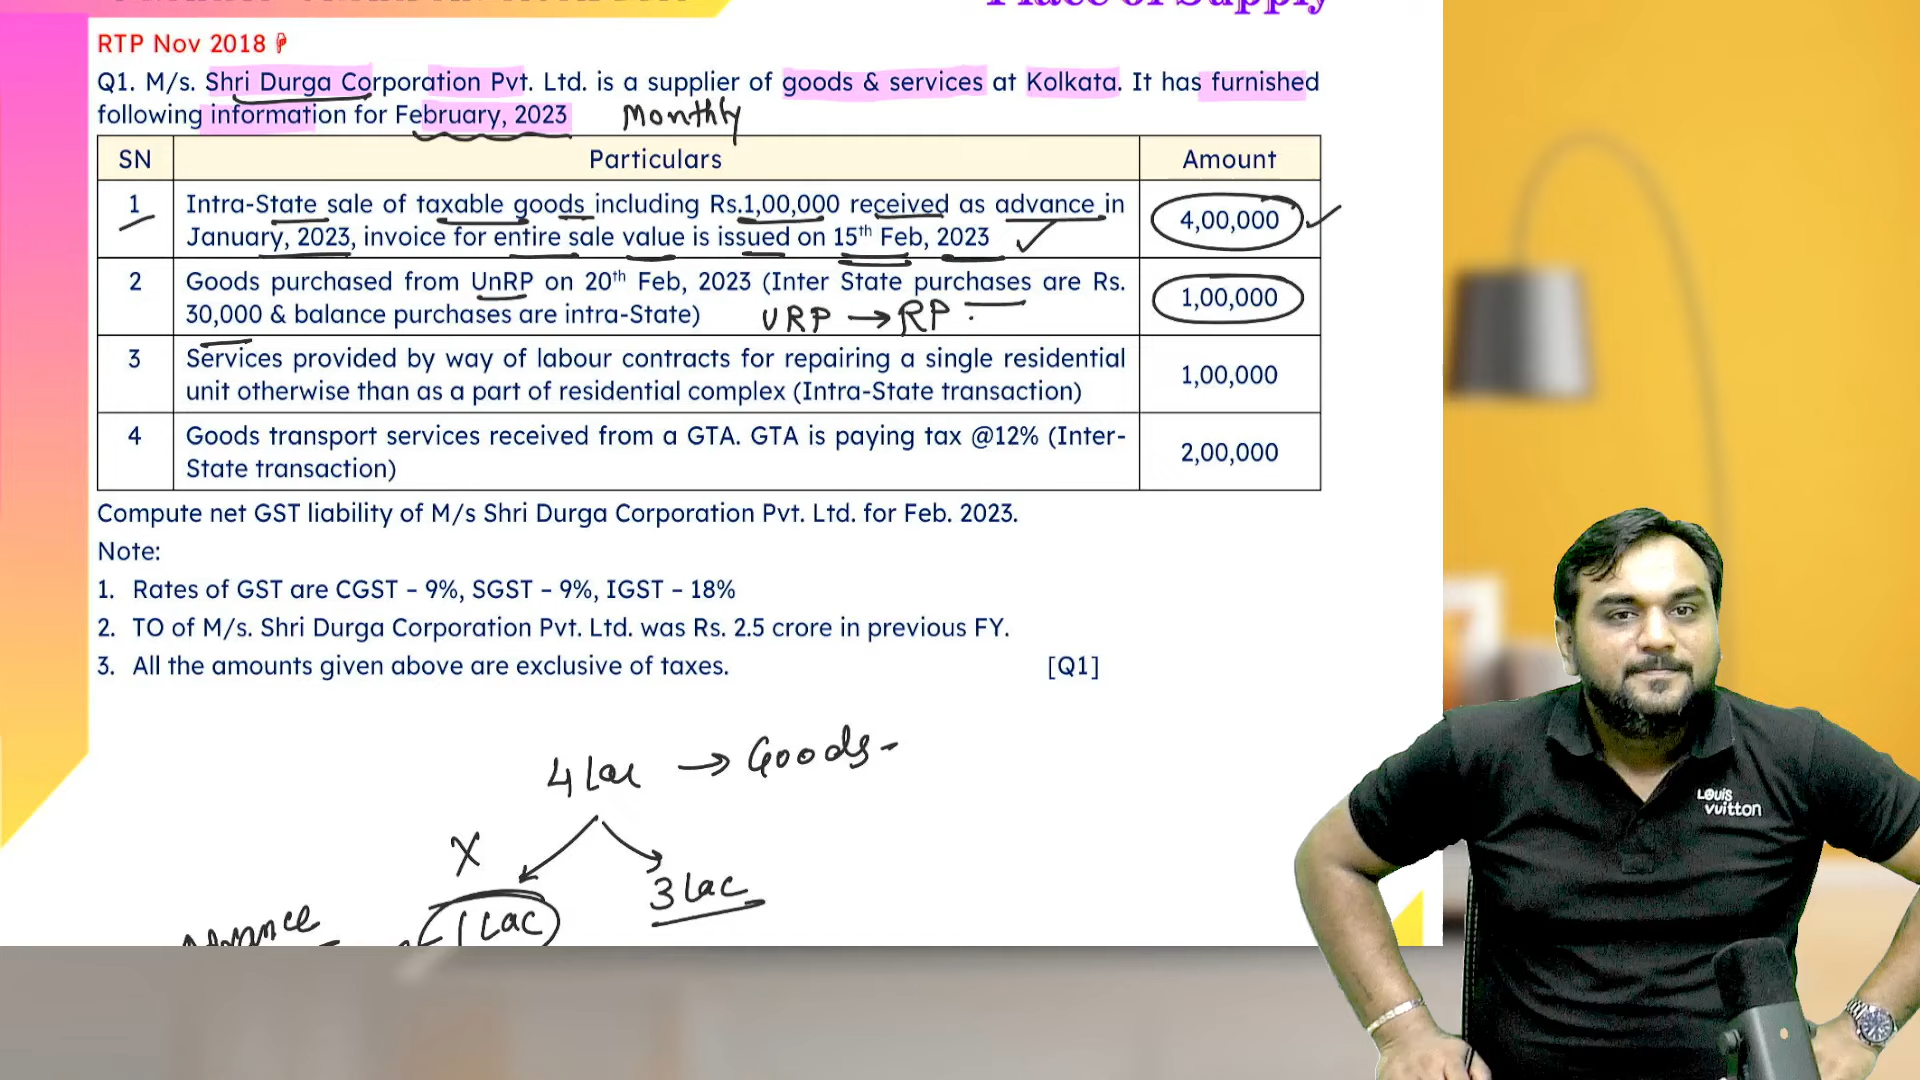 Place of Supply
RTP Nov 2018
Q1. M/s. Shri Durga Corporation Pvt. Ltd. is a supplier of goods & services at Kolkata. It has furnished
following information for February, 2023 Monthly
SN Particulars Amount
1 Intra-State sale of taxable goods including Rs.1,00,000 received as advance in
January, 2023, invoice for entire sale value is issued on 15th Feb, 2023 4,00,000
2 Goods purchased from UnRP on 20th Feb, 2023 (Inter State purchases are Rs.
30,000 & balance purchases are intra-State) URP → RP. 1,00,000
3 Services provided by way of labour contracts for repairing a single residential
unit otherwise than as a part of residential complex (Intra-State transaction) 1,00,000
4 Goods transport services received from a GTA. GTA is paying tax @12% (Inter-
State transaction) 2,00,000
Compute net GST liability of M/s Shri Durga Corporation Pvt. Ltd. for Feb. 2023.
Note:
1. Rates of GST are CGST – 9%, SGST – 9%, IGST – 18%
2. TO of M/s. Shri Durga Corporation Pvt. Ltd. was Rs. 2.5 crore in previous FY.
3. All the amounts given above are exclusive of taxes. [Q1]
4 Lac → Goods-
X
3 Lac
Advance 1 Lac
Louis
vuitton